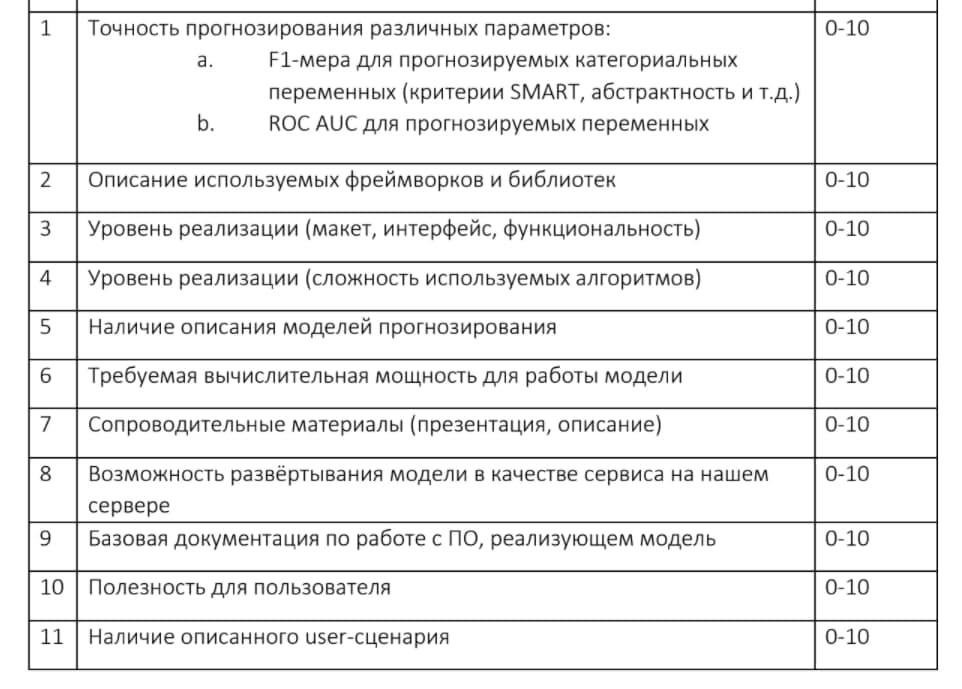 1 Точность прогнозирования различных параметров: 0-10
a. F1-мера для прогнозируемых категориальных
переменных (критерии SMART, абстрактность и т.д.)
b. ROC AUC для прогнозируемых переменных
2 Описание используемых фреймворков и библиотек 0-10
3 Уровень реализации (макет, интерфейс, функциональность) 0-10
4 Уровень реализации (сложность используемых алгоритмов) 0-10
5 Наличие описания моделей прогнозирования 0-10
6 Требуемая вычислительная мощность для работы модели 0-10
7 Сопроводительные материалы (презентация, описание) 0-10
8 Возможность развёртывания модели в качестве сервиса на нашем 0-10
сервере
9 Базовая документация по работе с ПО, реализующем модель 0-10
10 Полезность для пользователя 0-10
11 Наличие описанного user-сценария 0-10